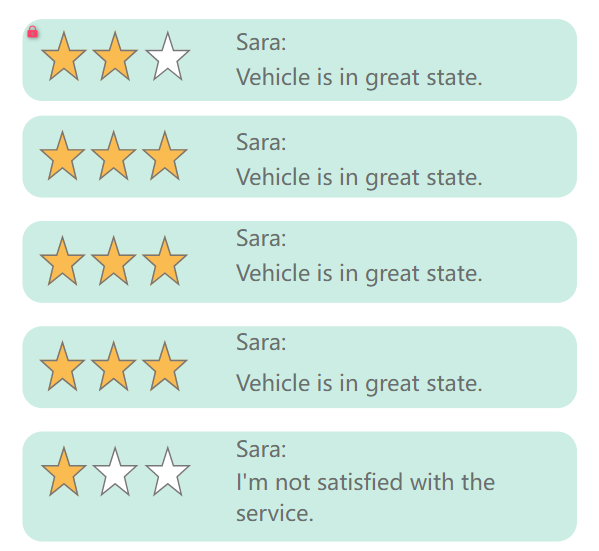 Sara:
Vehicle is in great state.
Sara:
Vehicle is in great state.
Sara:
Vehicle is in great state.
Sara:
Vehicle is in great state.
Sara:
I'm not satisfied with the
service.